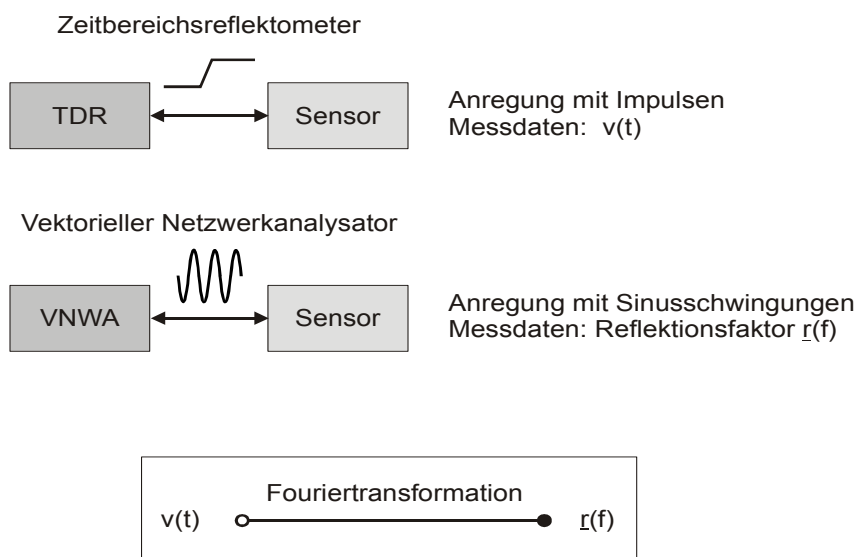 Zeitbereichsreflektometer
TDR
Sensor
Anregung mit Impulsen
Messdaten: v(t)
Vektorieller Netzwerkanalysator
VNWA
Sensor
Anregung mit Sinusschwingungen
Messdaten: Reflektionsfaktor r(f)
Fouriertransformation
v(t)
r(f)